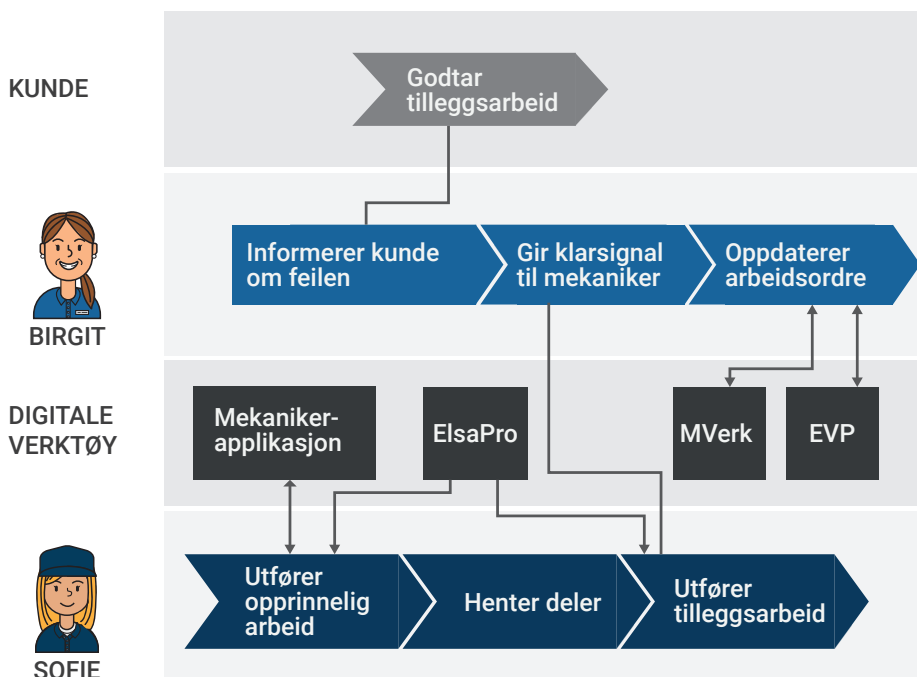 KUNDE
Godtar
tilleggsarbeid
Informerer kunde
om feilen
Gir klarsignal
til mekaniker
Oppdaterer
arbeidsordre
BIRGIT
DIGITALE
VERKTØY
Mekaniker-
applikasjon
ElsaPro
MVerk
EVP
Utfører
opprinnelig
arbeid
Henter deler
Utfører
tilleggsarbeid
SOFIE